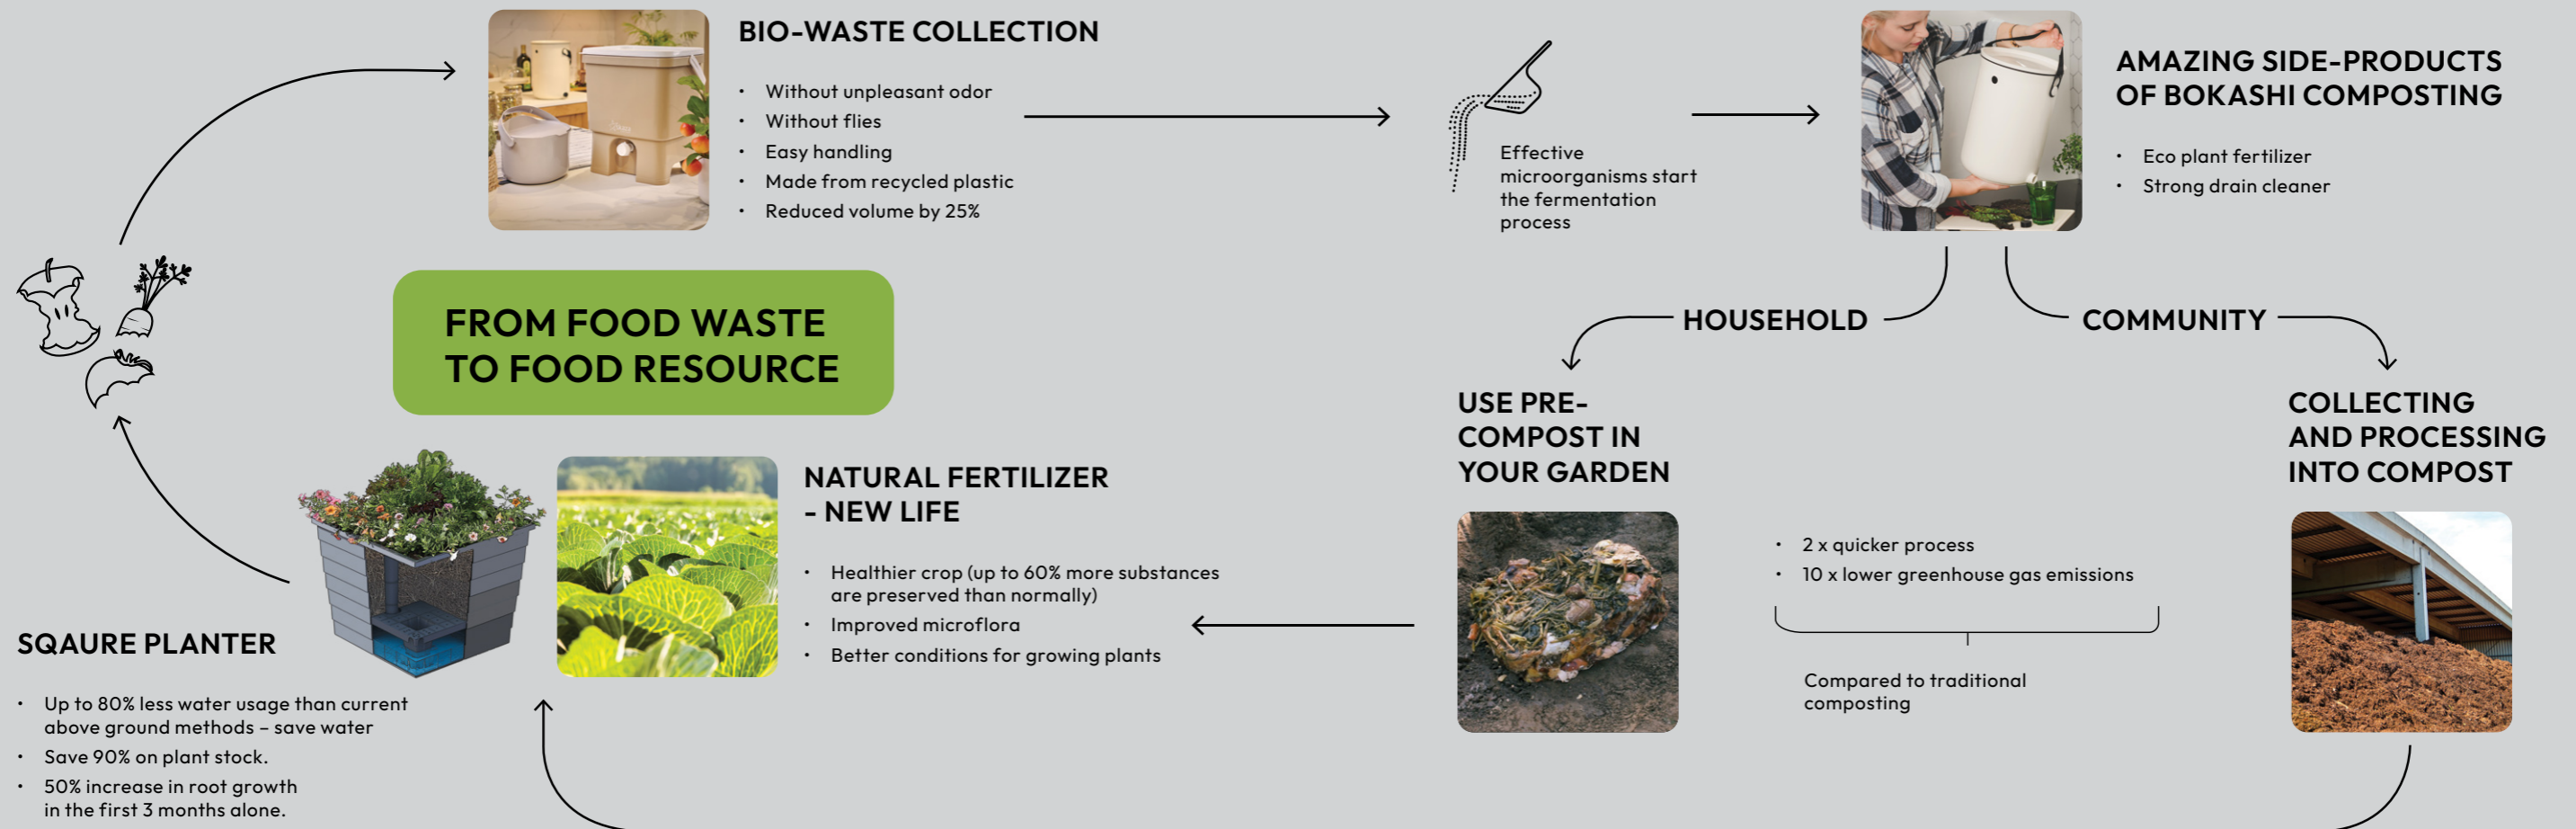 BIO-WASTE COLLECTION
• Without unpleasant odor
• Without flies
• Easy handling
• Made from recycled plastic
• Reduced volume by 25%
Effective
microorganisms start
the fermentation
process
AMAZING SIDE-PRODUCTS
OF BOKASHI COMPOSTING
• Eco plant fertilizer
• Strong drain cleaner
FROM FOOD WASTE
TO FOOD RESOURCE
HOUSEHOLD
COMMUNITY
USE PRE-
COMPOST IN
YOUR GARDEN
COLLECTING
AND PROCESSING
INTO COMPOST
• 2 x quicker process
• 10 x lower greenhouse gas emissions
Compared to traditional
composting
NATURAL FERTILIZER
- NEW LIFE
• Healthier crop (up to 60% more substances
are preserved than normally)
• Improved microflora
• Better conditions for growing plants
SQAURE PLANTER
• Up to 80% less water usage than current
above ground methods – save water
• Save 90% on plant stock.
• 50% increase in root growth
in the first 3 months alone.